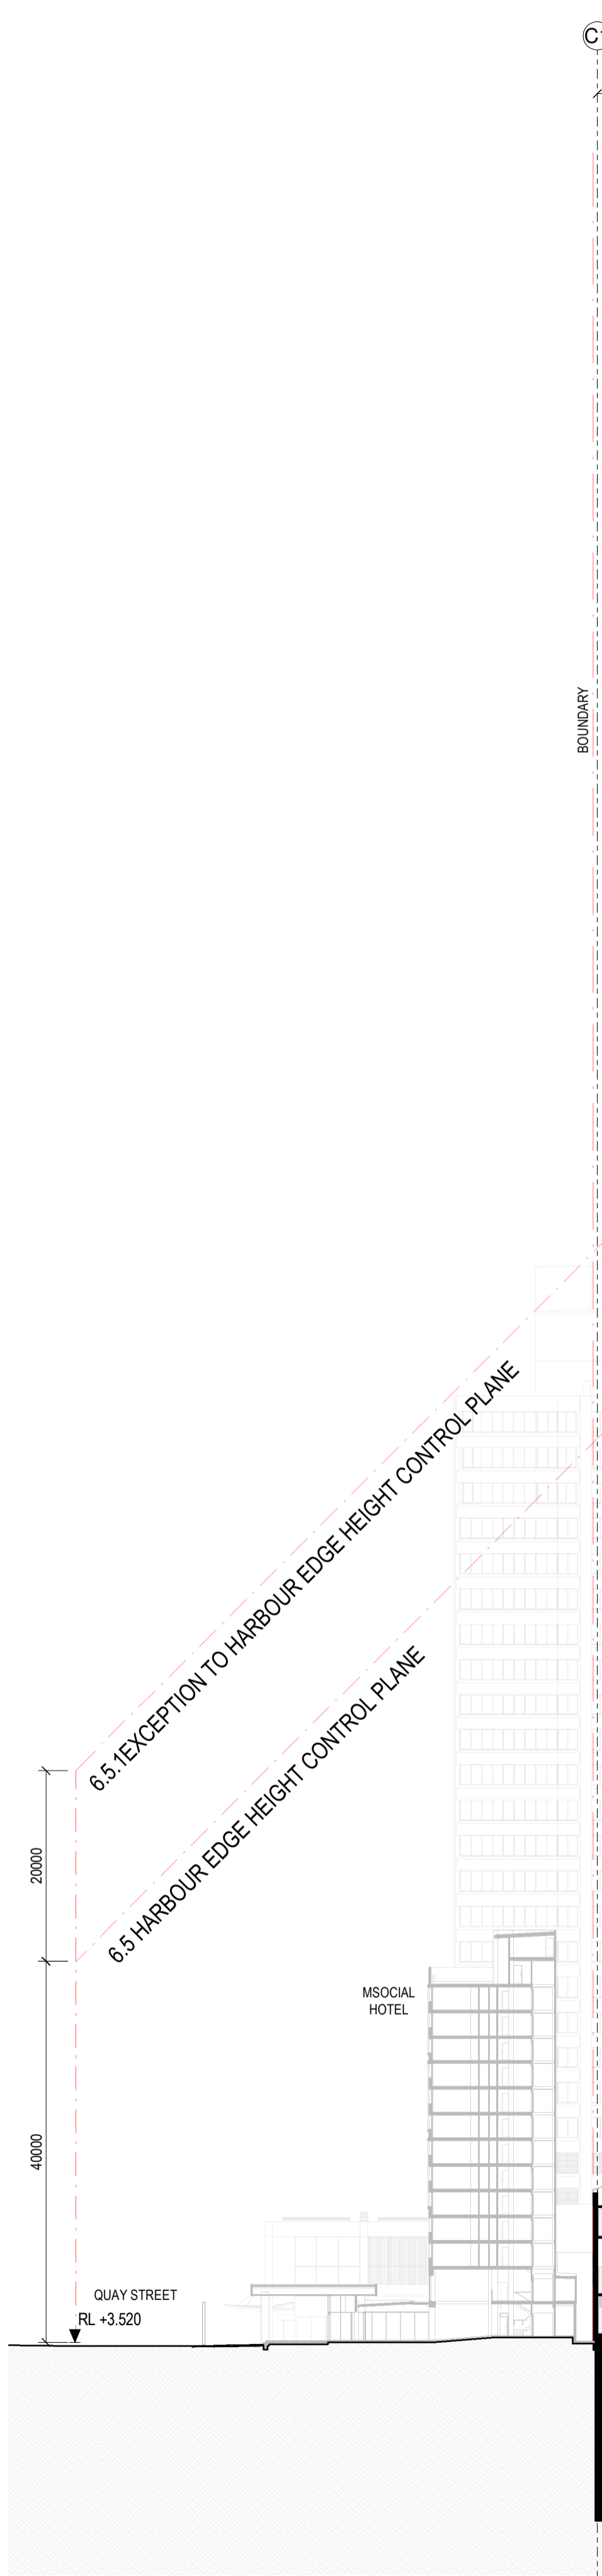 C1
BOUNDARY
6.5.1EXCEPTION TO HARBOUR EDGE HEIGHT CONTROL PLANE
6.5 HARBOUR EDGE HEIGHT CONTROL PLANE
20000
MSOCIAL
HOTEL
40000
QUAY STREET
RL +3.520